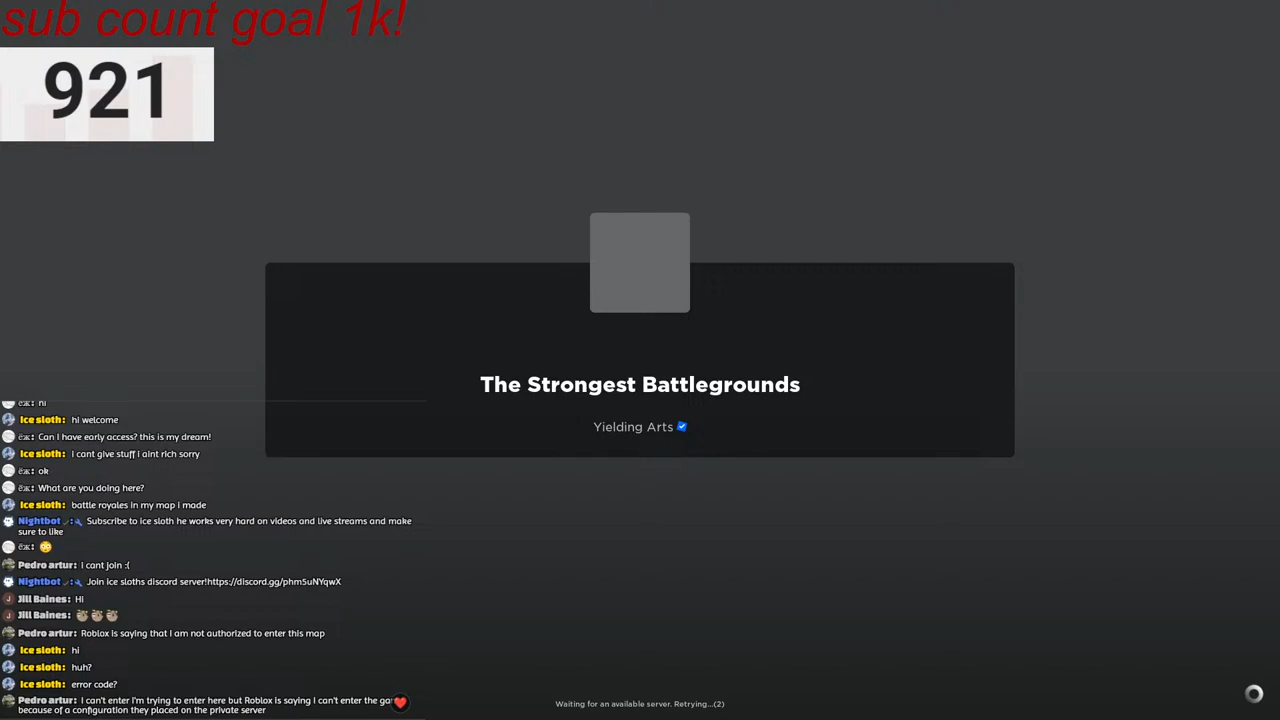 sub count goal 1k!
921
The Strongest Battlegrounds
Yielding Arts
ёж: hi
Ice sloth: hi welcome
ёж: Can I have early access? this is my dream!
Ice sloth: i cant give stuff i aint rich sorry
ёж: ok
ёж: What are you doing here?
Ice sloth: battle royales in my map i made
Nightbot: Subscribe to ice sloth he works very hard on videos and live streams and make
sure to like
ёж: 😳
Pedro artur: i cant join :(
Nightbot: Join ice sloths discord server!https://discord.gg/phm5uNYqwX
Jill Baines: Hi
Jill Baines: 🦥🦥🦥
Pedro artur: Roblox is saying that I am not authorized to enter this map
Ice sloth: hi
Ice sloth: huh?
Ice sloth: error code?
Pedro artur: I can't enter I'm trying to enter here but Roblox is saying I can't enter the
because of a configuration they placed on the private server
Waiting for an available server. Retrying...(2)